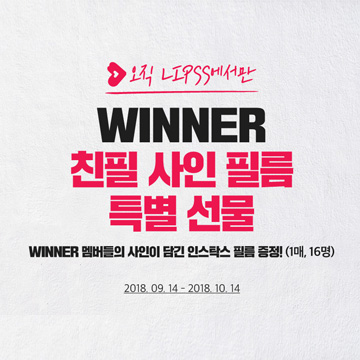 오직 LIPSS에서만
WINNER
친필 사인 필름
특별 선물
WINNER 멤버들의 사인이 담긴 인스탁스 필름 증정! (1매, 16명)
2018. 09. 14 - 2018. 10. 14